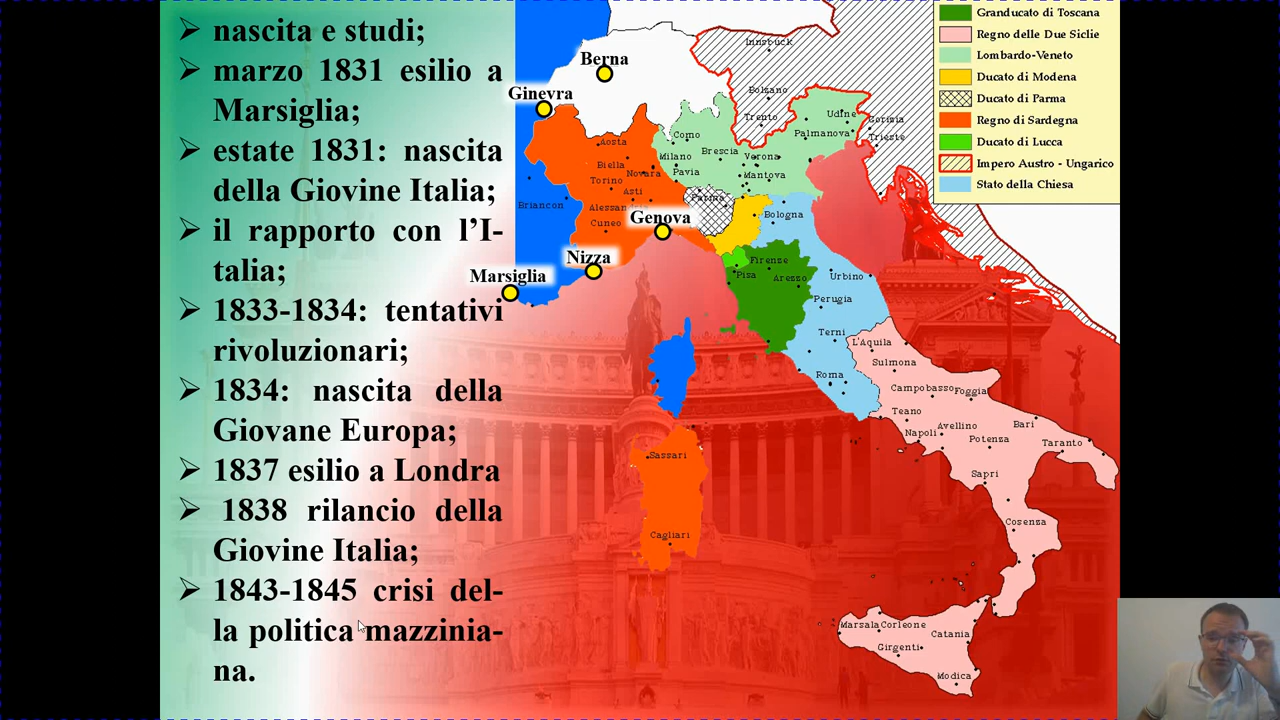 nascita e studi;
marzo 1831 esilio a
Marsiglia;
estate 1831: nascita
della Giovine Italia;
il rapporto con l'I-
talia;
1833-1834: tentativi
rivoluzionari;
1834: nascita della
Giovane Europa;
1837 esilio a Londra
1838 rilancio della
Giovine Italia;
1843-1845 crisi del-
la politica mazzinia-
na.
Granducato di Toscana
Regno delle Due Siclie
Lombardo-Veneto
Ducato di Modena
Ducato di Parma
Regno di Sardegna
Ducato di Lucca
Impero Austro - Ungarico
Stato della Chiesa
Innsbuck
Berna
Ginevra
Bolzano
Trento
Udine
Gorizia
Palmanova
Trieste
Aosta
Como
Milano
Brescia
Verona
Biella
Novara
Pavia
Torino
Mantova
Asti
Briancon
Parma
Alessandria
Cuneo
Genova
Bologna
Nizza
Marsiglia
Firenze
Pisa
Arezzo
Urbino
Perugia
Terni
L'Aquila
Sulmona
Roma
Campobasso
Foggia
Teano
Bari
Avellino
Napoli
Potenza
Taranto
Sassari
Sapri
Cosenza
Cagliari
Marsala
Corleone
Catania
Girgenti
Modica